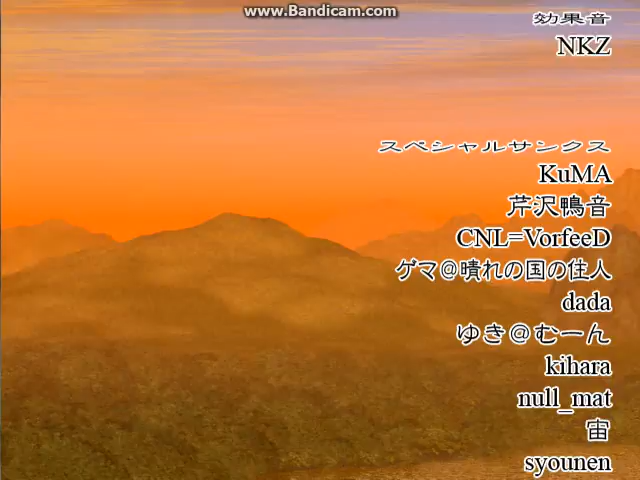 www.Bandicam.com
効果音
NKZ
スペシャルサンクス
KuMA
芹沢鴨音
CNL=VorfeeD
ゲマ@晴れの国の住人
dada
ゆき@むーん
kihara
null_mat
宙
syounen